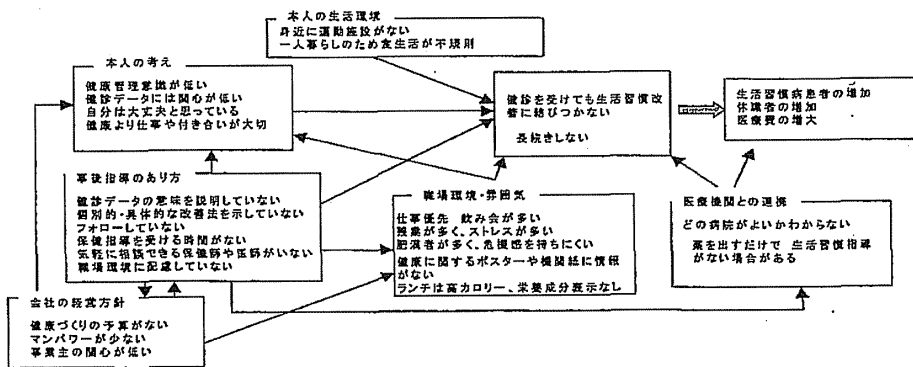 本人の生活環境
身近に運動施設がない
一人暮らしのため食生活が不規則
本人の考え
健康管理意識が低い
健診データには関心が低い
自分は大丈夫と思っている
健康より仕事や付き合いが大切
健診を受けても生活習慣改
善に結びつかない
長続きしない
生活習慣病患者の増加
休職者の増加
医療費の増大
事後指導のあり方
健診データの意味を説明していない
個別的・具体的な改善法を示していない
フォローしていない
保健指導を受ける時間がない
気軽に相談できる保健師や医師がいない
職場環境に配慮していない
職場環境・雰囲気
仕事優先 飲み会が多い
残業が多く、ストレスが多い
肥満者が多く、危機感を持ちにくい
健康に関するポスターや機関紙に情報
がない
ランチは高カロリー、栄養成分表示なし
医療機関との連携
どの病院がよいかわからない
薬を出すだけで 生活習慣指導
がない場合がある
会社の経営方針
健康づくりの予算がない
マンパワーが少ない
事業主の関心が低い